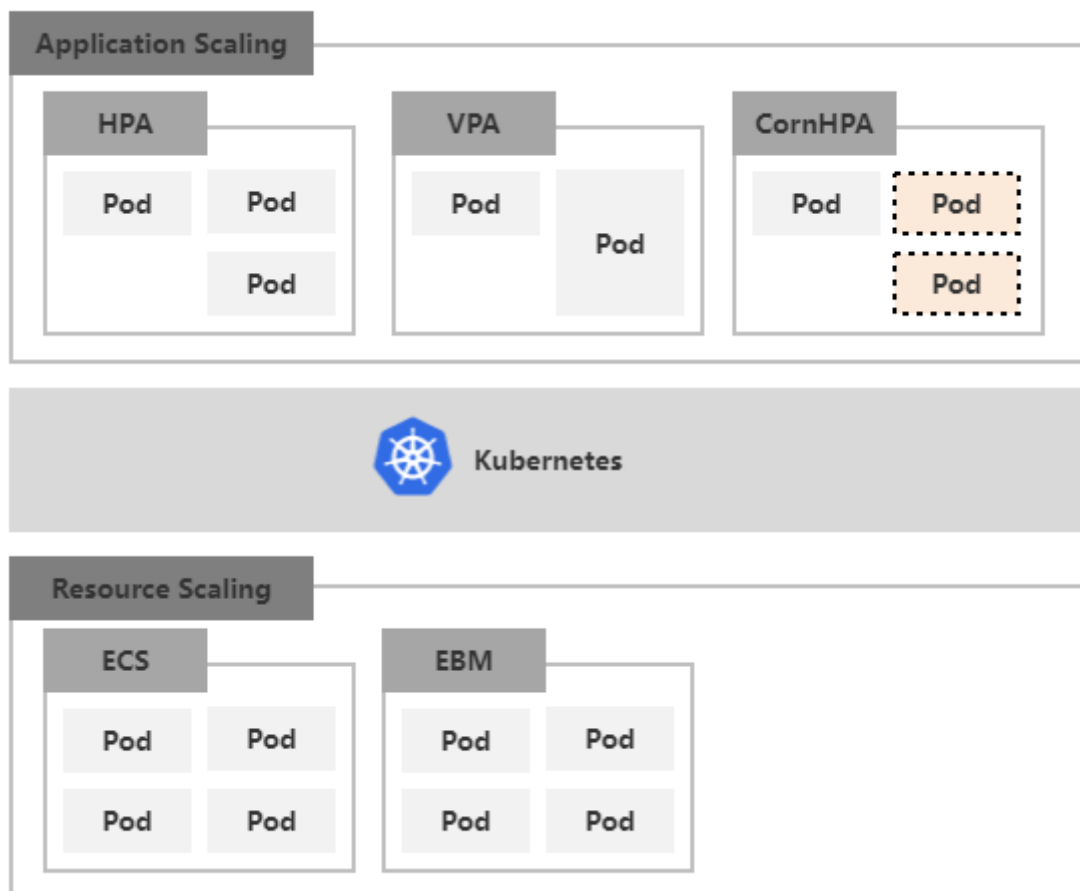 Application Scaling
HPA
VPA
CornHPA
Pod
Pod
Pod
Pod
Pod
Pod
Pod
Pod
Kubernetes
Resource Scaling
ECS
EBM
Pod
Pod
Pod
Pod
Pod
Pod
Pod
Pod